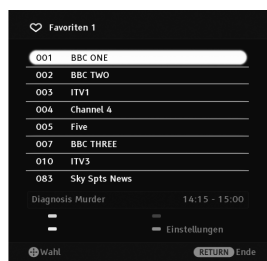 Favoriten 1
001 BBC ONE
002 BBC TWO
003 ITV1
004 Channel 4
005 Five
007 BBC THREE
010 ITV3
083 Sky Spts News
Diagnosis Murder 14:15 - 15:00
Einstellungen
Wahl RETURN Ende